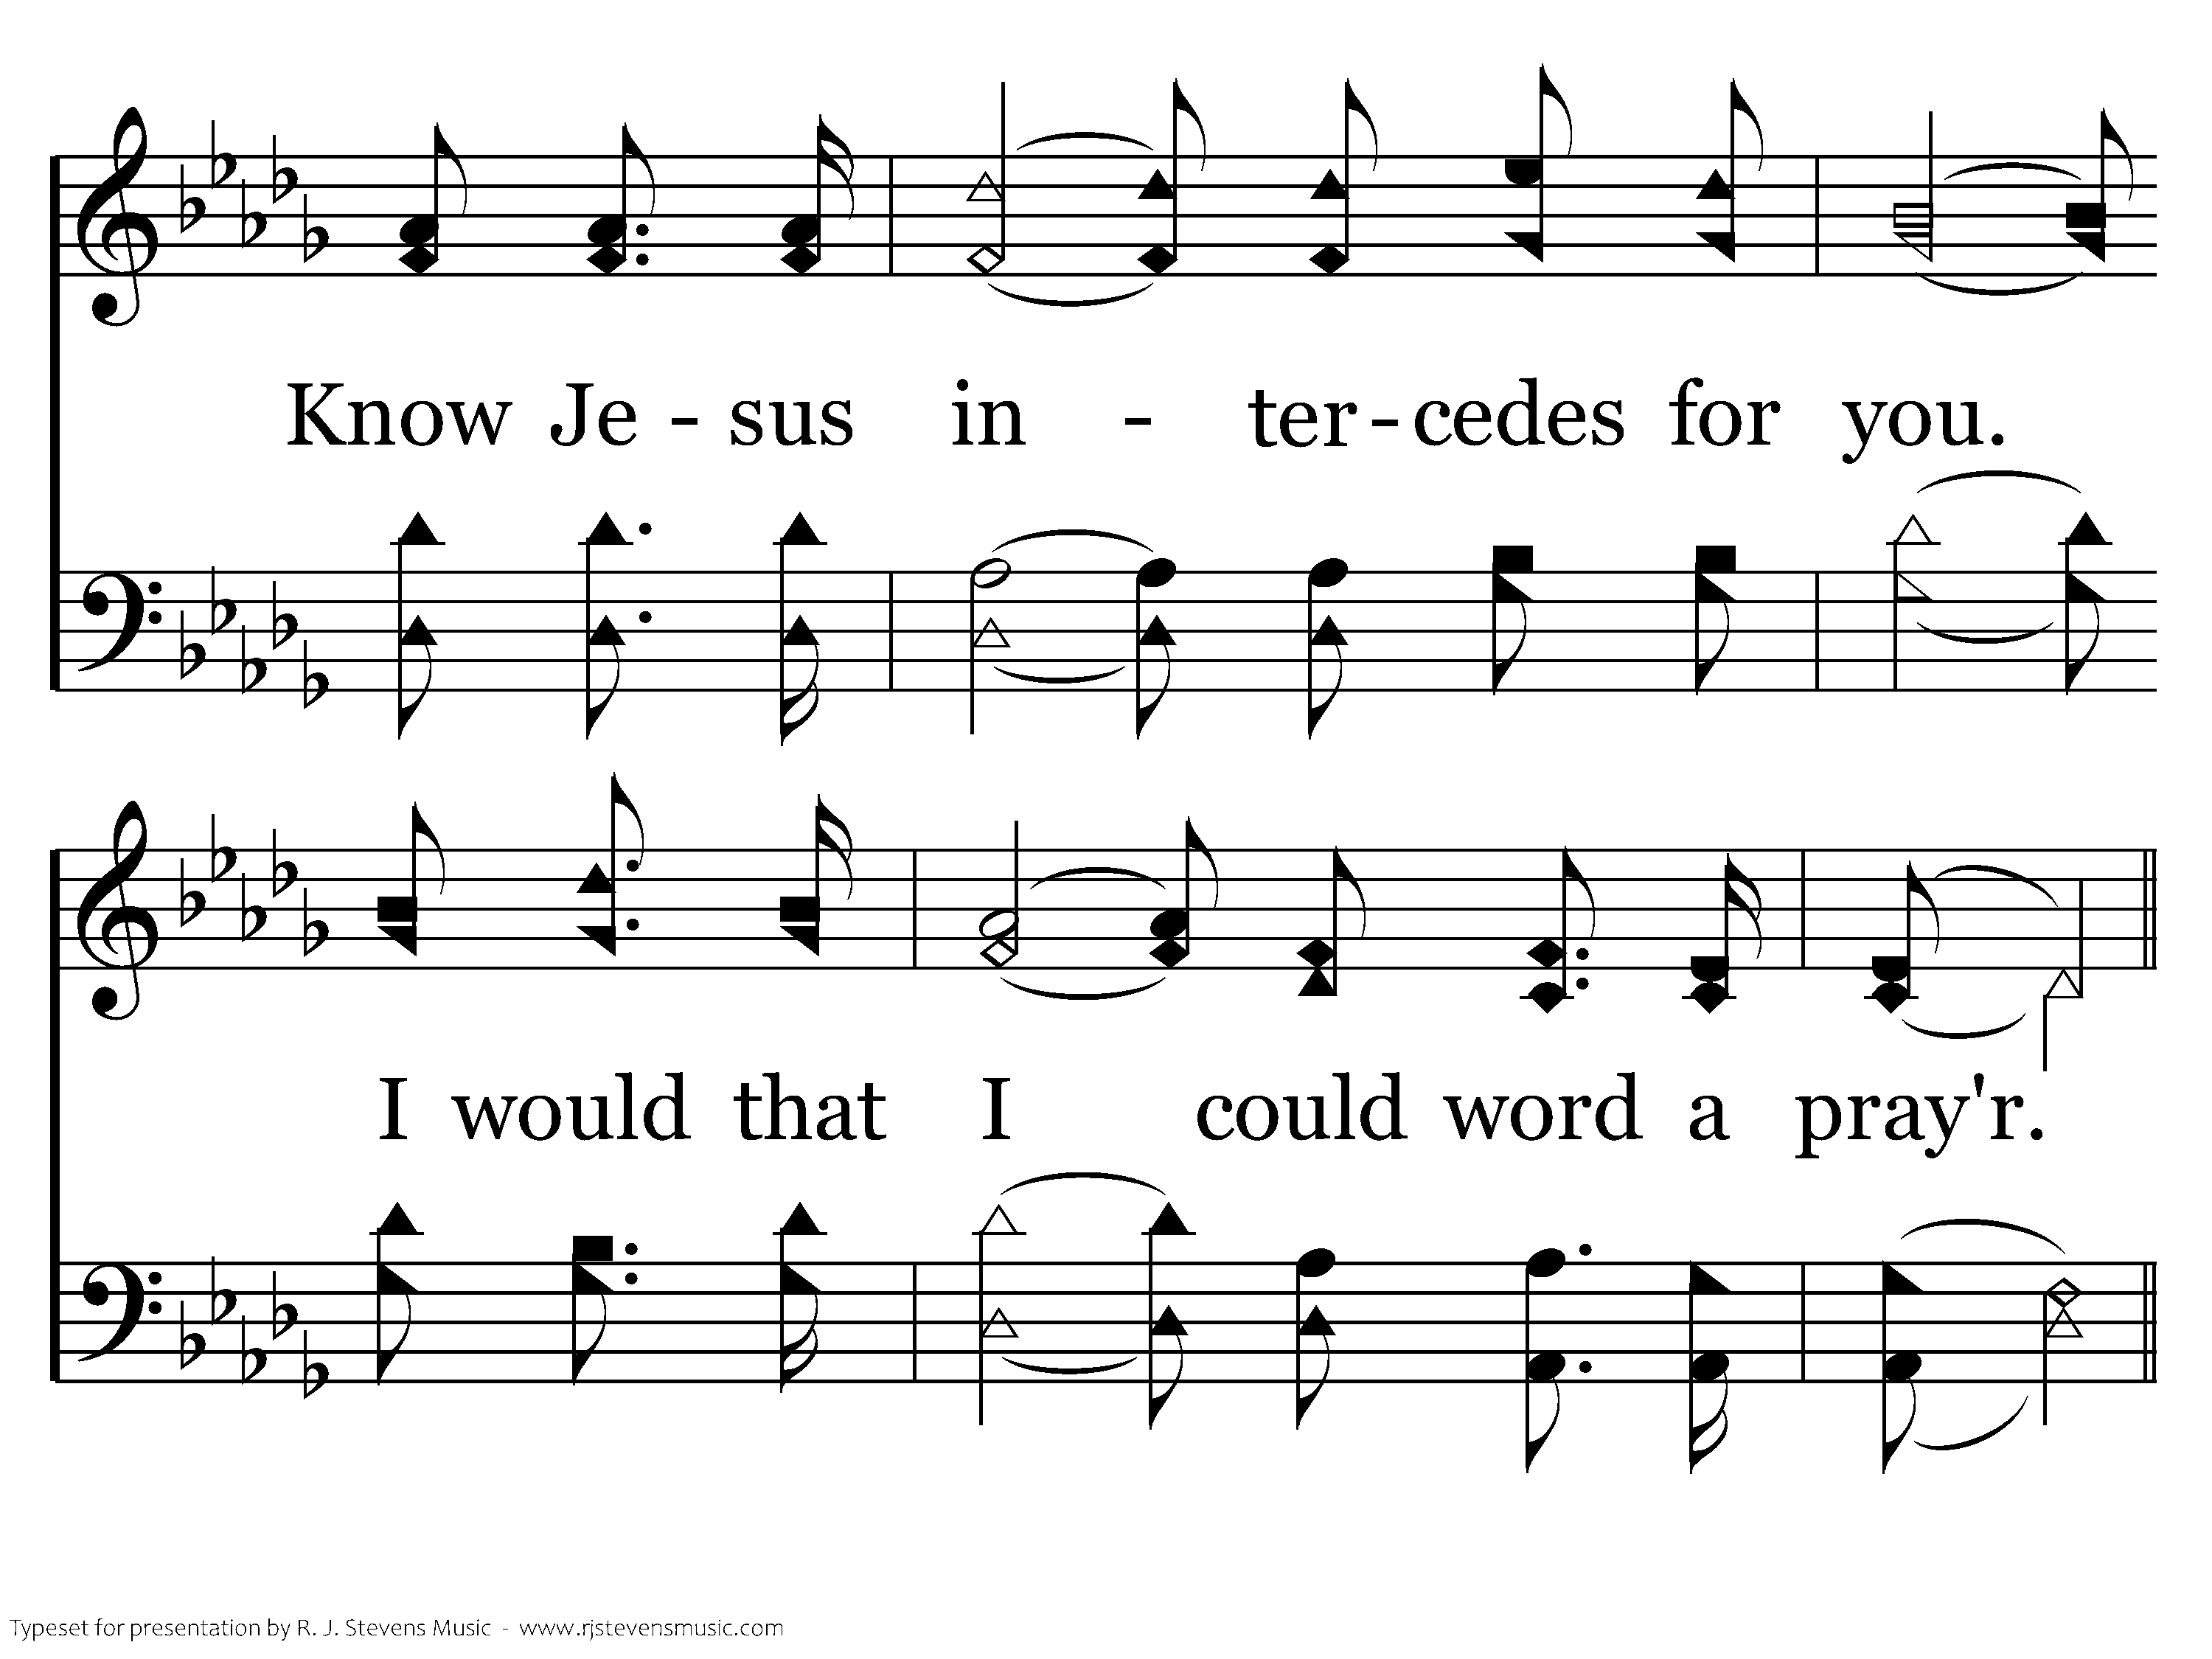 Know Je - sus in - ter - cedes for you.
I would that I could word a pray'r.
Typeset for presentation by R. J. Stevens Music - www.rjstevensmusic.com